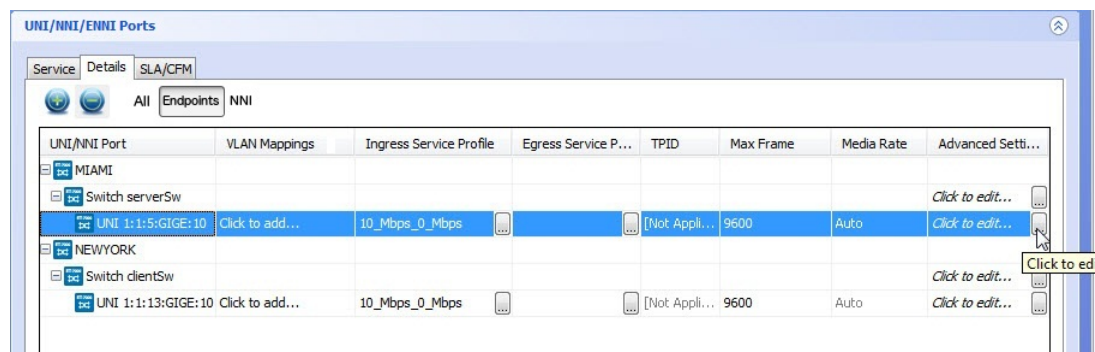 UNI/NNI/ENNI Ports
Service Details SLA/CFM
All Endpoints NNI
UNI/NNI Port VLAN Mappings Ingress Service Profile Egress Service P... TPID Max Frame Media Rate Advanced Setti...
MIAMI
Switch serverSw Click to edit... ...
UNI 1:1:5:GIGE:10 Click to add... 10_Mbps_0_Mbps ... ... [Not Appli... 9600 Auto Click to edit... ...
NEWYORK
Click to ed
Switch clientSw Click to edit... ...
UNI 1:1:13:GIGE:10 Click to add... 10_Mbps_0_Mbps ... ... [Not Appli... 9600 Auto Click to edit... ...